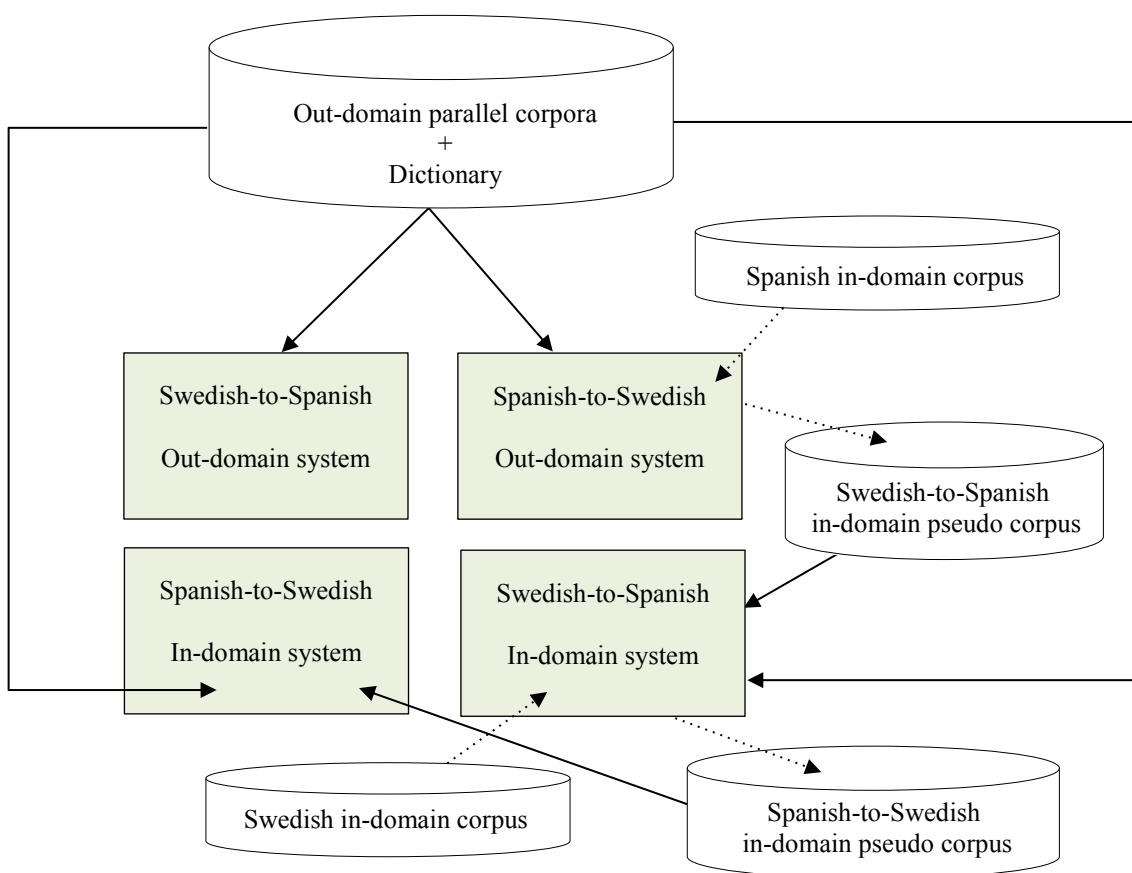 Out-domain parallel corpora
+
Dictionary
Spanish in-domain corpus
Swedish-to-Spanish
Out-domain system
Spanish-to-Swedish
Out-domain system
Swedish-to-Spanish
in-domain pseudo corpus
Spanish-to-Swedish
In-domain system
Swedish-to-Spanish
In-domain system
Swedish in-domain corpus
Spanish-to-Swedish
in-domain pseudo corpus